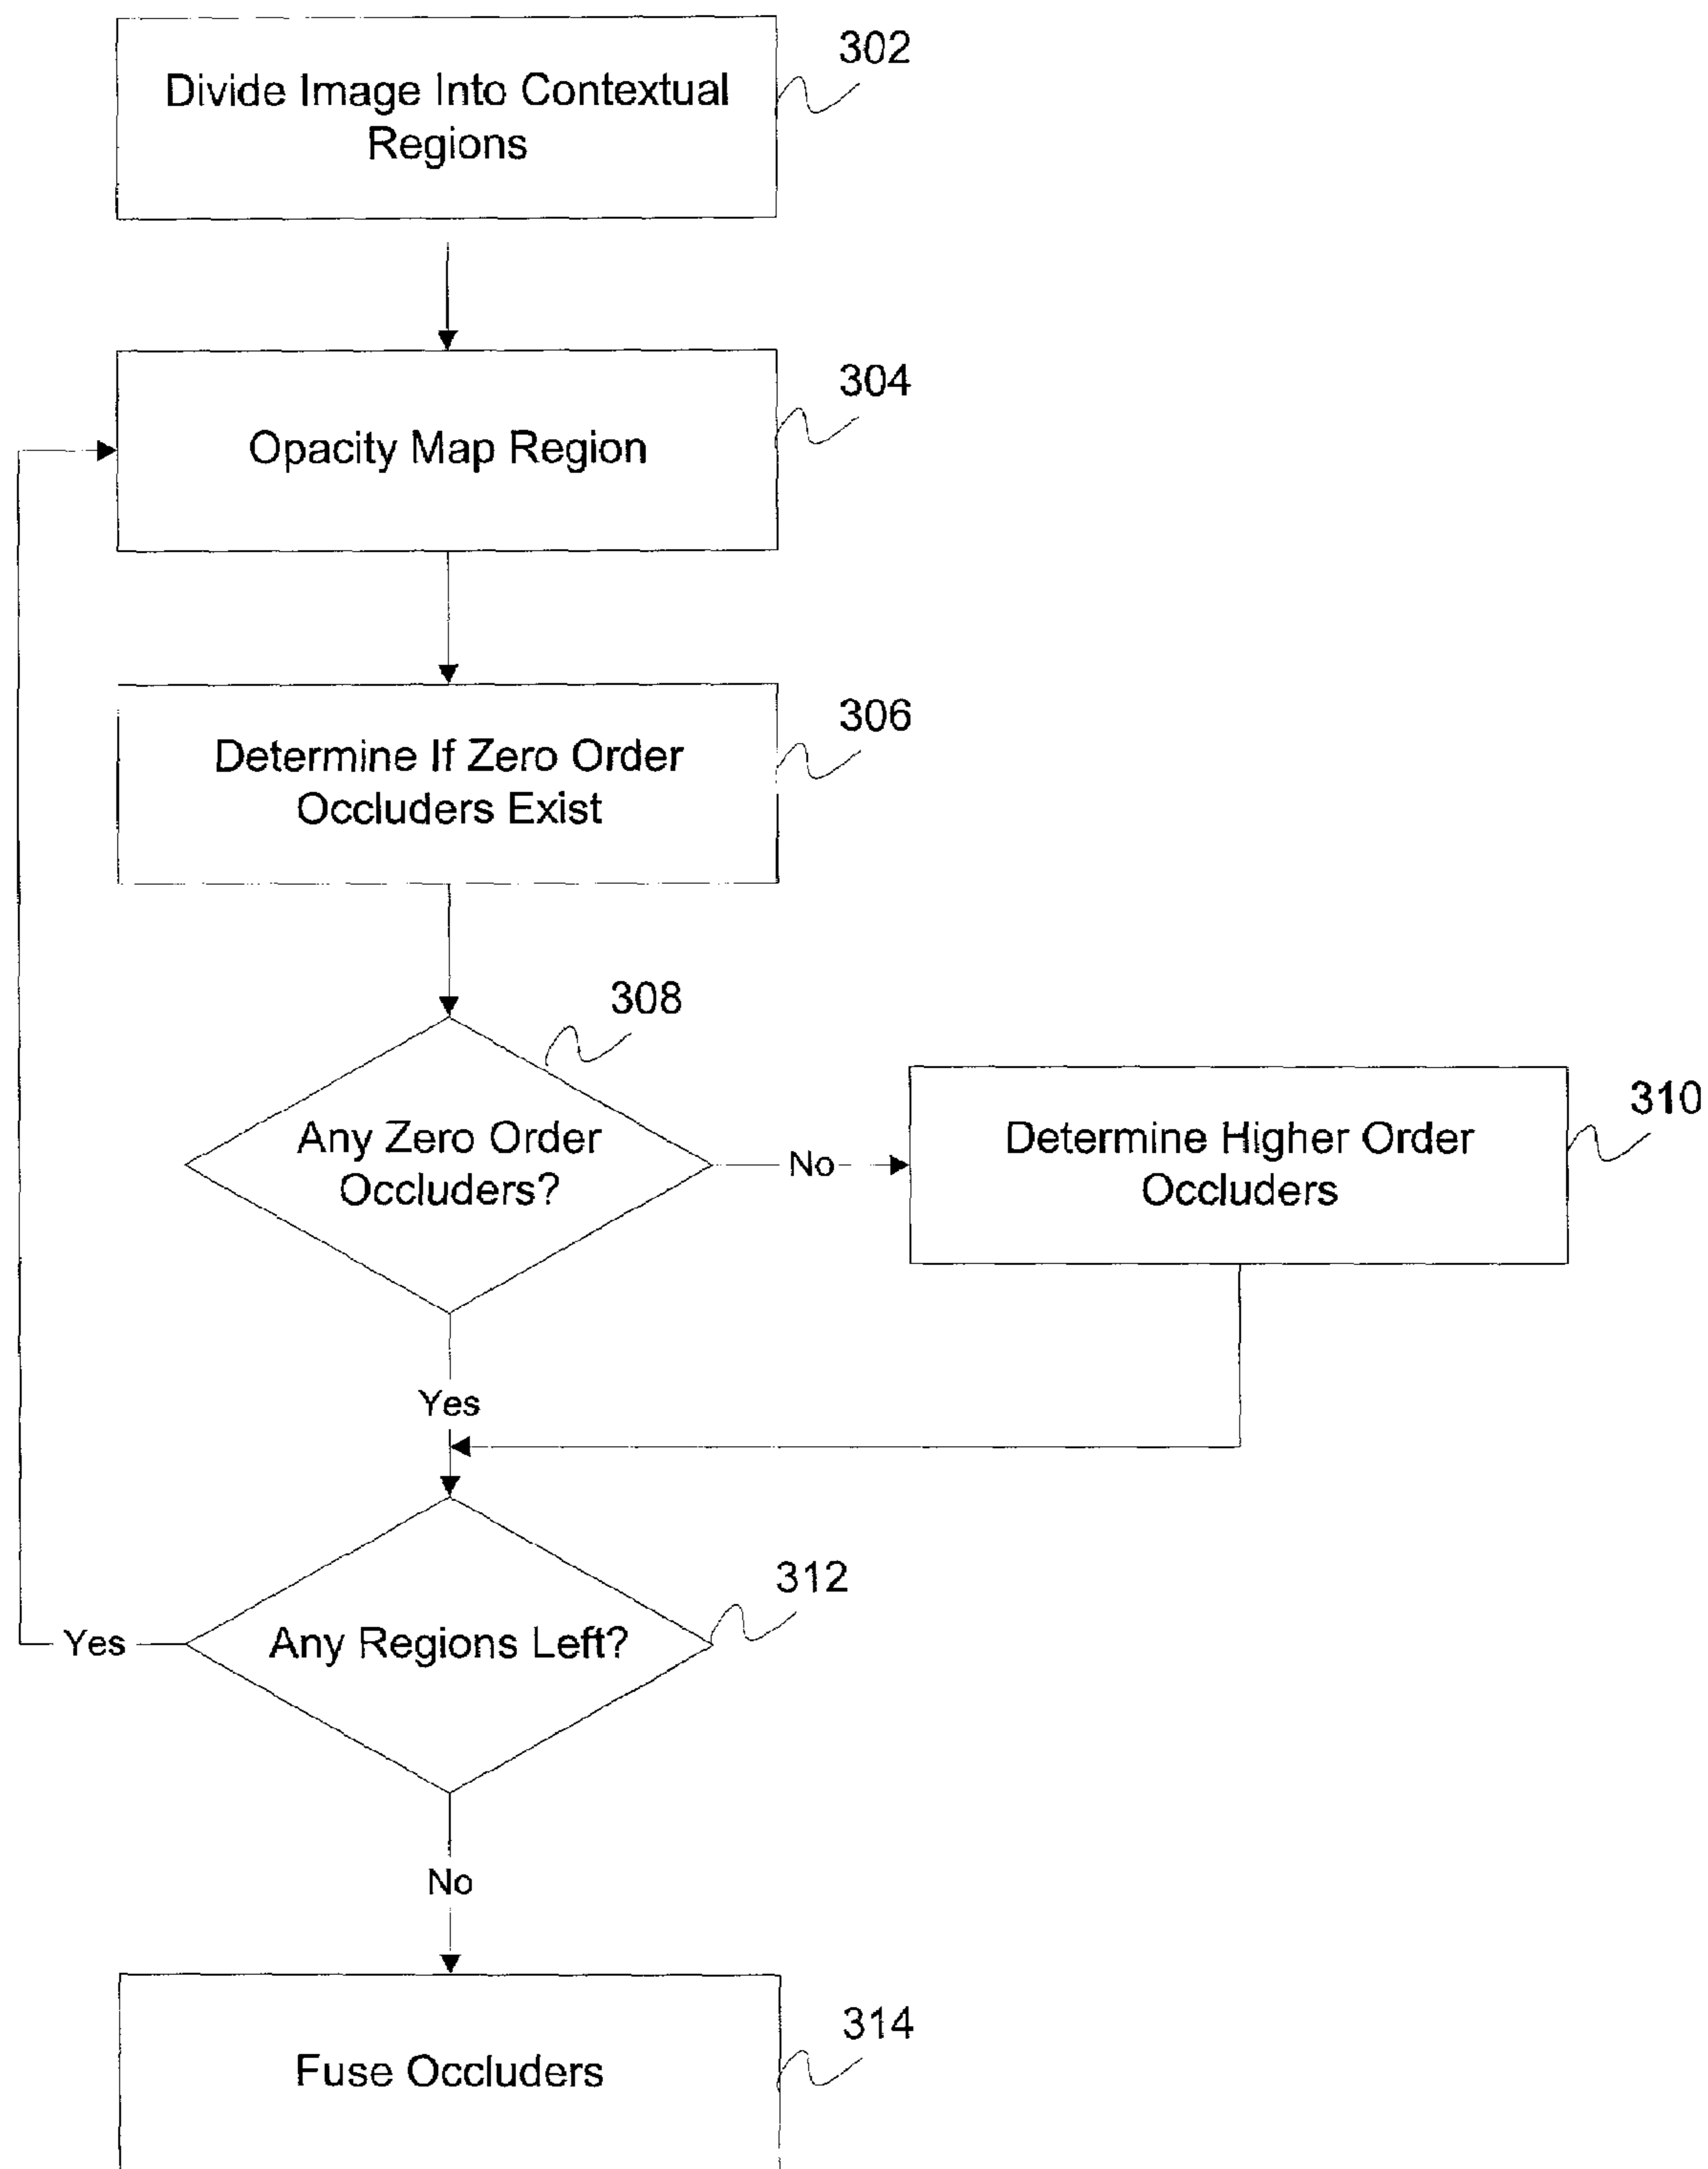 302
Divide Image Into Contextual
Regions
304
Opacity Map Region
306
Determine If Zero Order
Occluders Exist
308
Any Zero Order
Occluders?
No
310
Determine Higher Order
Occluders
Yes
312
Any Regions Left?
Yes
No
314
Fuse Occluders